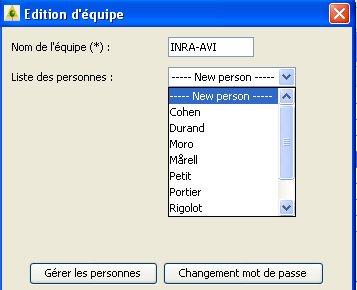 Edition d'équipe
Nom de l'équipe (*) : INRA-AVI
Liste des personnes : ----- New person -----
----- New person -----
Cohen
Durand
Moro
Mårell
Petit
Portier
Rigolot
Gérer les personnes Changement mot de passe